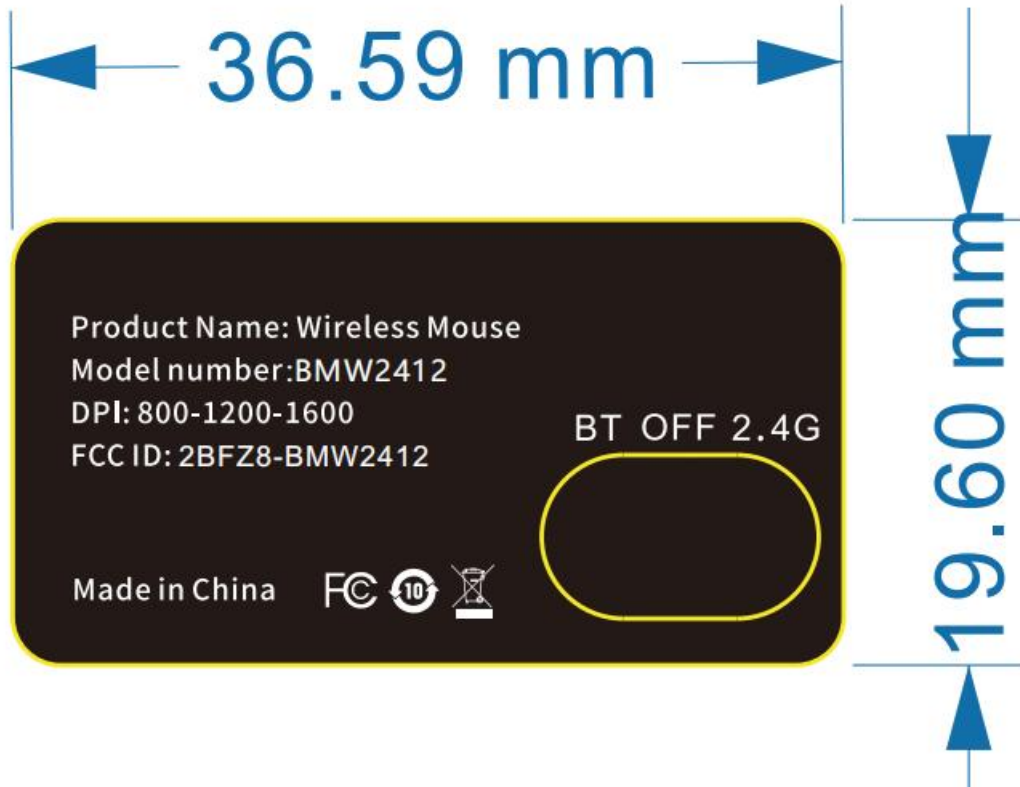 36.59 mm
19.60 mm
Product Name: Wireless Mouse
Model number:BMW2412
DPI: 800-1200-1600
FCC ID: 2BFZ8-BMW2412
BT OFF 2.4G
Made in China FC 10